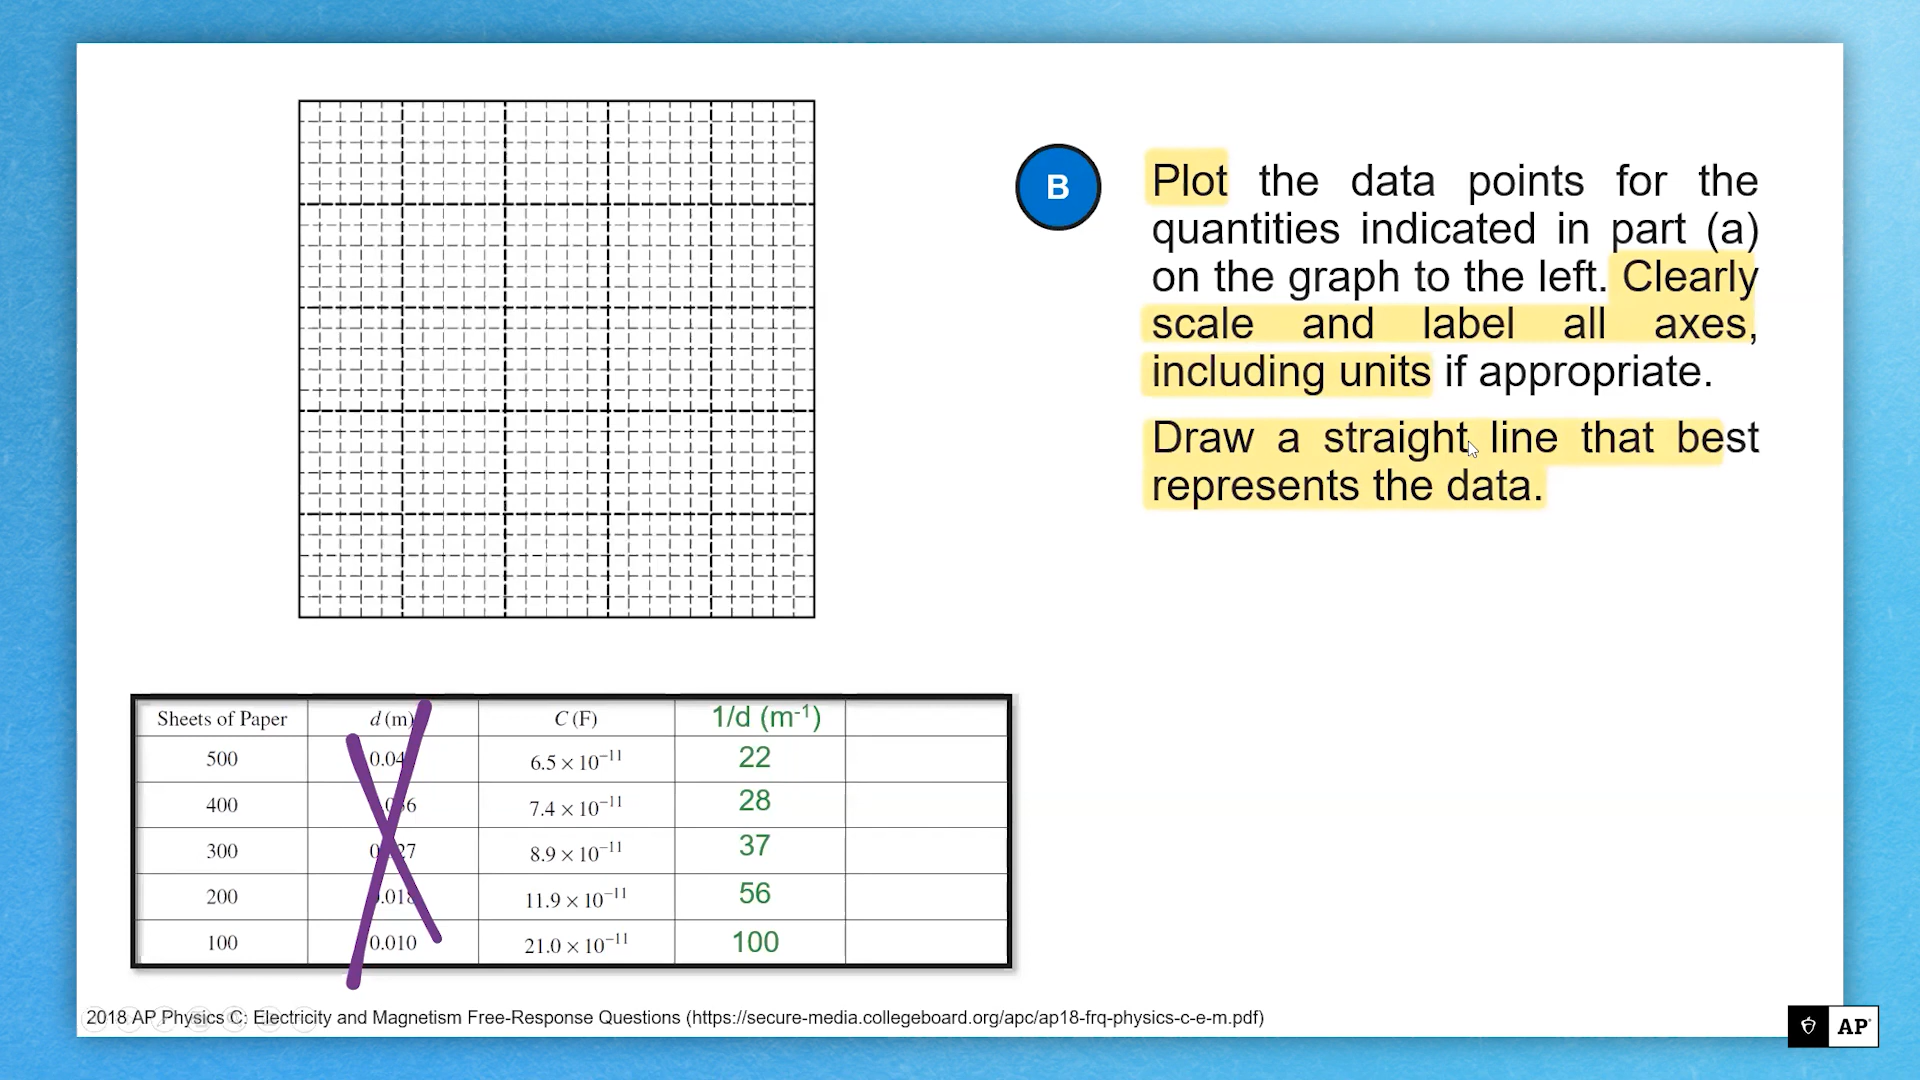 B
Plot the data points for the
quantities indicated in part (a)
on the graph to the left. Clearly
scale and label all axes,
including units if appropriate.
Draw a straight line that best
represents the data.
Sheets of Paper d (m) C (F) 1/d (m⁻¹)
500 6.5 × 10⁻¹¹ 22
400 7.4 × 10⁻¹¹ 28
300 8.9 × 10⁻¹¹ 37
200 11.9 × 10⁻¹¹ 56
100 0.010 21.0 × 10⁻¹¹ 100
2018 AP Physics C: Electricity and Magnetism Free-Response Questions (https://secure-media.collegeboard.org/apc/ap18-frq-physics-c-e-m.pdf)
AP